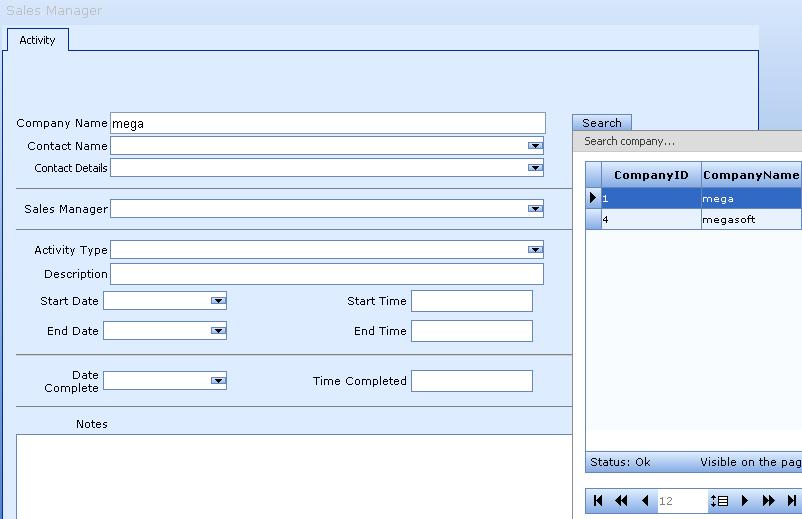 Sales Manager
Activity
Company Name mega
Search
Contact Name
Search company...
Contact Details
CompanyID CompanyName
1 mega
Sales Manager
4 megasoft
Activity Type
Description
Start Date Start Time
End Date End Time
Date Complete Time Completed
Notes
Status: Ok Visible on the pag
12